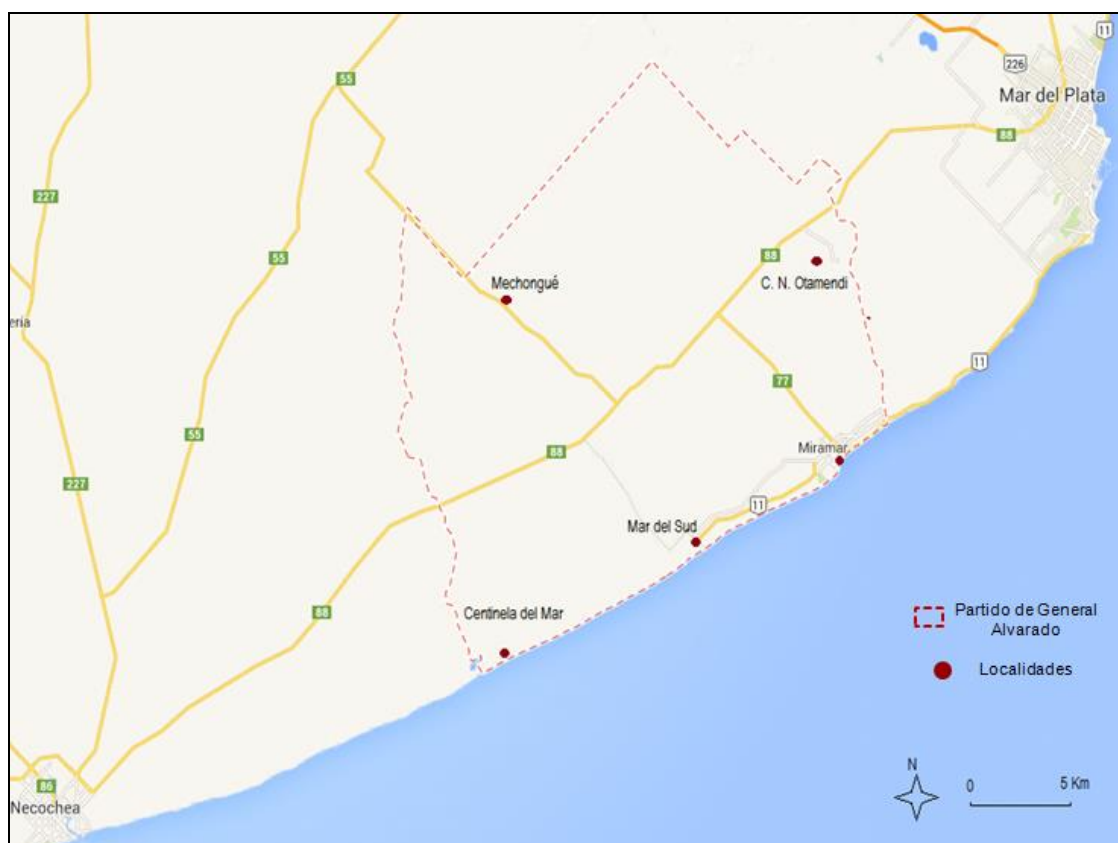 11
55
226
Mar del Plata
88
227
55
88
Mechongué
C. N. Otamendi
eria
11
77
55
88
Miramar
227
11
Mar del Sud
88
Centinela del Mar
Partido de General
Alvarado
Localidades
N
0 5 Km
86
Necochea